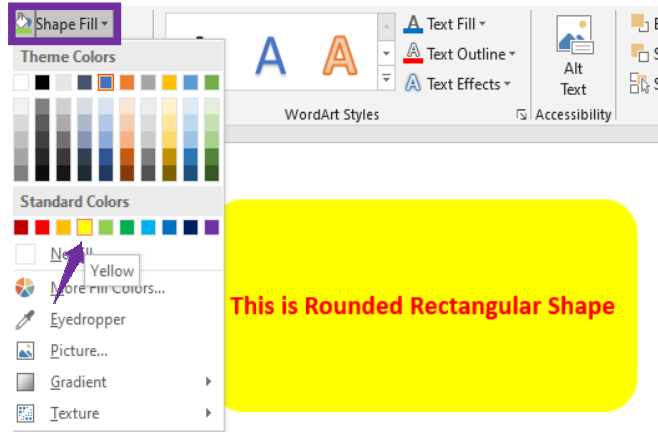 Shape Fill
Theme Colors
Standard Colors
No Fill
Yellow
More Fill Colors...
Eyedropper
Picture...
Gradient
Texture
A A
A Text Fill
A Text Outline
A Text Effects
WordArt Styles
Alt
Text
Accessibility
This is Rounded Rectangular Shape